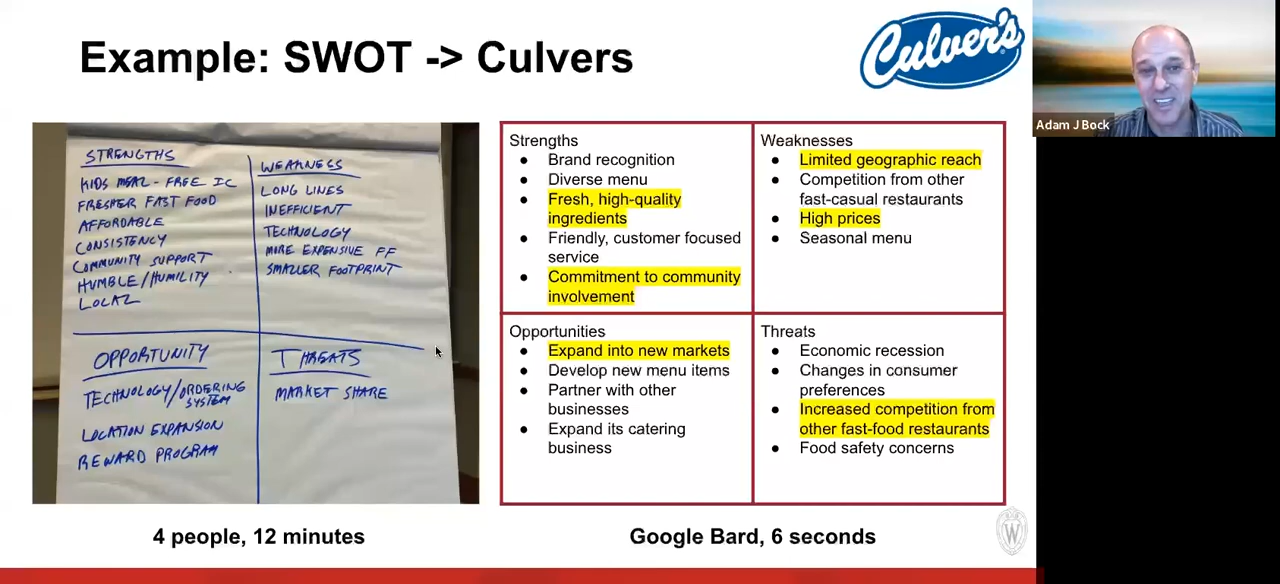 Example: SWOT -> Culvers
Culver's
Adam J Bock
STRENGTHS
KIDS MEAL - FREE IC
FRESHER FAST FOOD
AFFORDABLE
CONSISTENCY
COMMUNITY SUPPORT
HUMBLE/HUMILITY
LOCAL
WEAKNESS
LONG LINES
INEFFICIENT
TECHNOLOGY
MORE EXPENSIVE FF
SMALLER FOOTPRINT
OPPORTUNITY
TECHNOLOGY/ORDERING
SYSTEM
LOCATION EXPANSION
REWARD PROGRAM
THREATS
MARKET SHARE
4 people, 12 minutes
Strengths
● Brand recognition
● Diverse menu
● Fresh, high-quality
ingredients
● Friendly, customer focused
service
● Commitment to community
involvement
Weaknesses
● Limited geographic reach
● Competition from other
fast-casual restaurants
● High prices
● Seasonal menu
Opportunities
● Expand into new markets
● Develop new menu items
● Partner with other
businesses
● Expand its catering
business
Threats
● Economic recession
● Changes in consumer
preferences
● Increased competition from
other fast-food restaurants
● Food safety concerns
Google Bard, 6 seconds
W